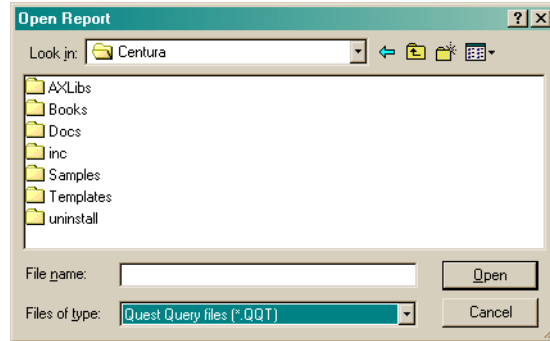 Open Report
Look in: Centura
AXLibs
Books
Docs
inc
Samples
Templates
uninstall
File name:
Open
Files of type: Quest Query files (*.QQT)
Cancel